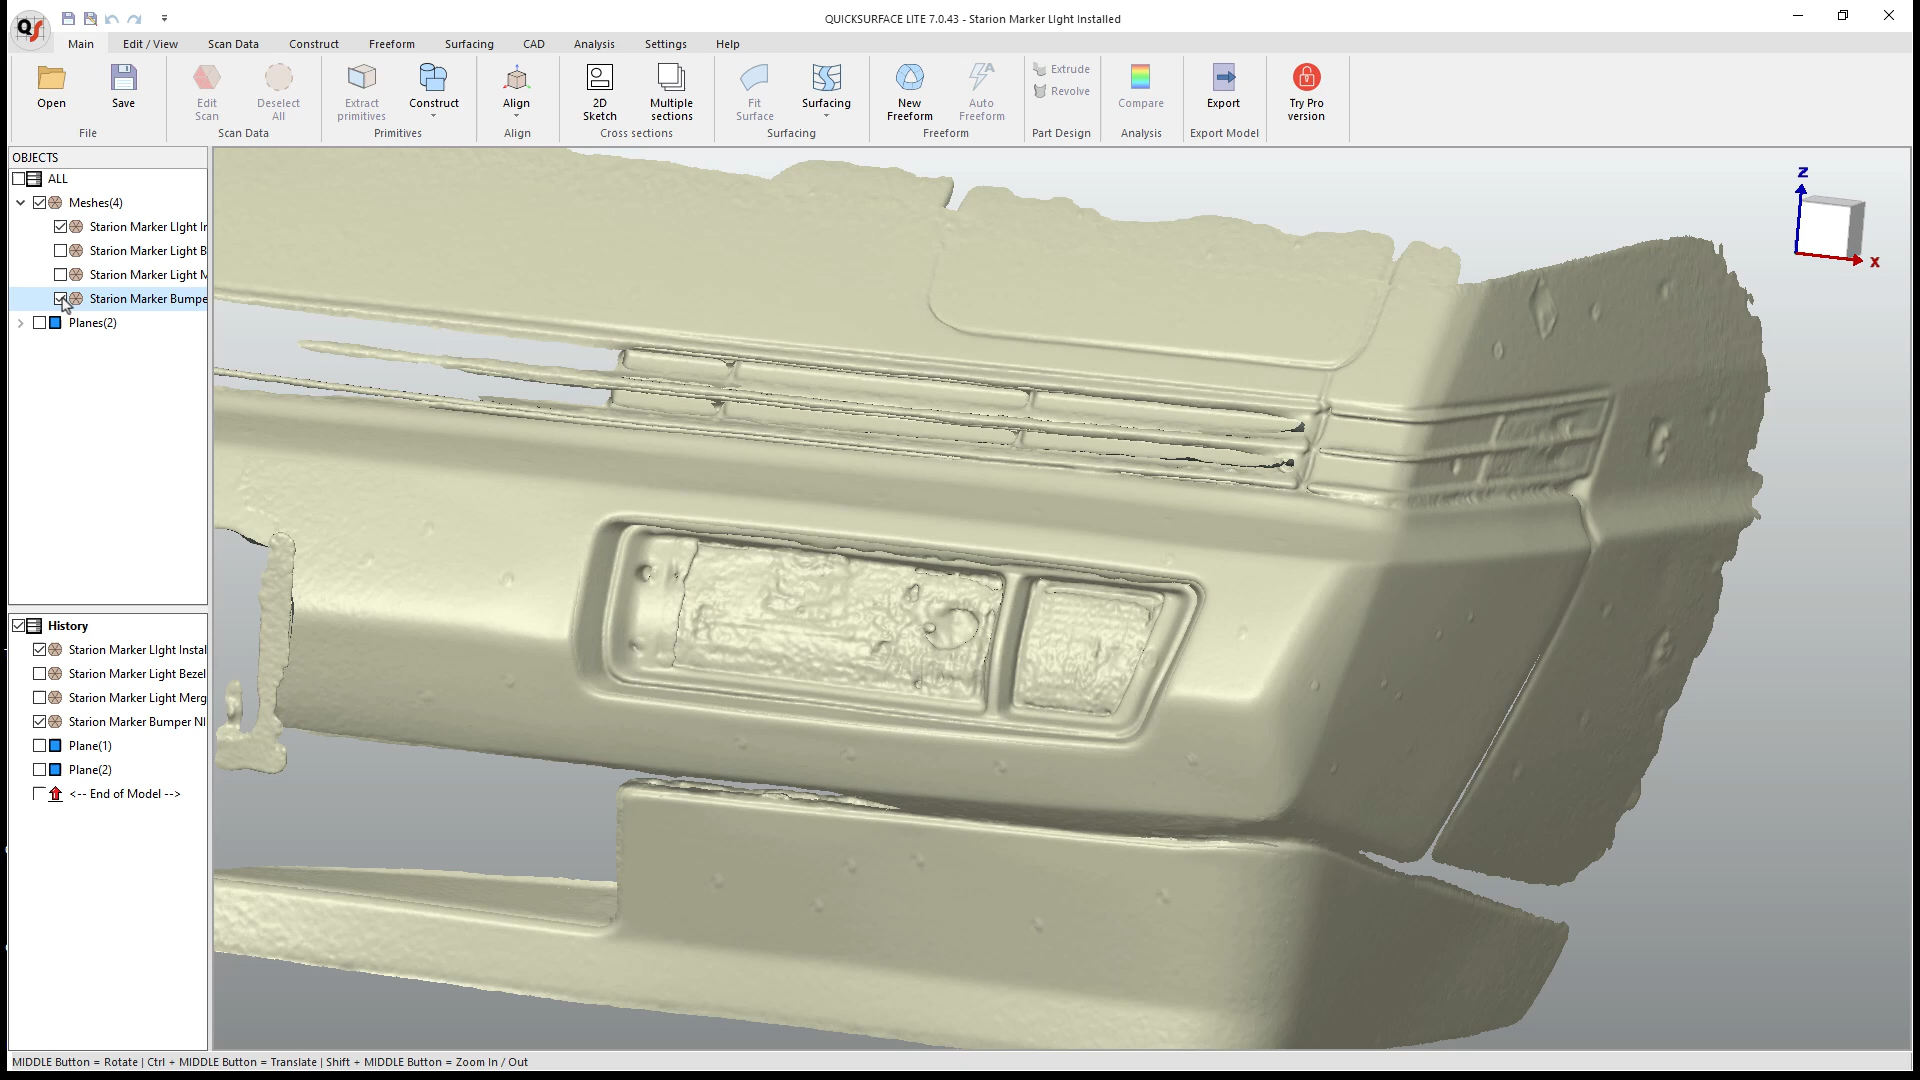 QS
QUICKSURFACE LITE 7.0.43 - Starion Marker LIght Installed
Main Edit / View Scan Data Construct Freeform Surfacing CAD Analysis Settings Help
Open Save Edit Scan Deselect All Extract primitives Construct Align 2D Sketch Multiple sections Fit Surface Surfacing New Freeform Auto Freeform Extrude Revolve Compare Export Try Pro version
File Scan Data Primitives Align Cross sections Surfacing Freeform Part Design Analysis Export Model
OBJECTS
ALL
Meshes(4)
Starion Marker LIght Ir
Starion Marker Light B
Starion Marker Light M
Starion Marker Bumpe
Planes(2)
History
Starion Marker LIght Instal
Starion Marker Light Bezel
Starion Marker Light Merg
Starion Marker Bumper NI
Plane(1)
Plane(2)
<-- End of Model -->
Z
X
MIDDLE Button = Rotate | Ctrl + MIDDLE Button = Translate | Shift + MIDDLE Button = Zoom In / Out